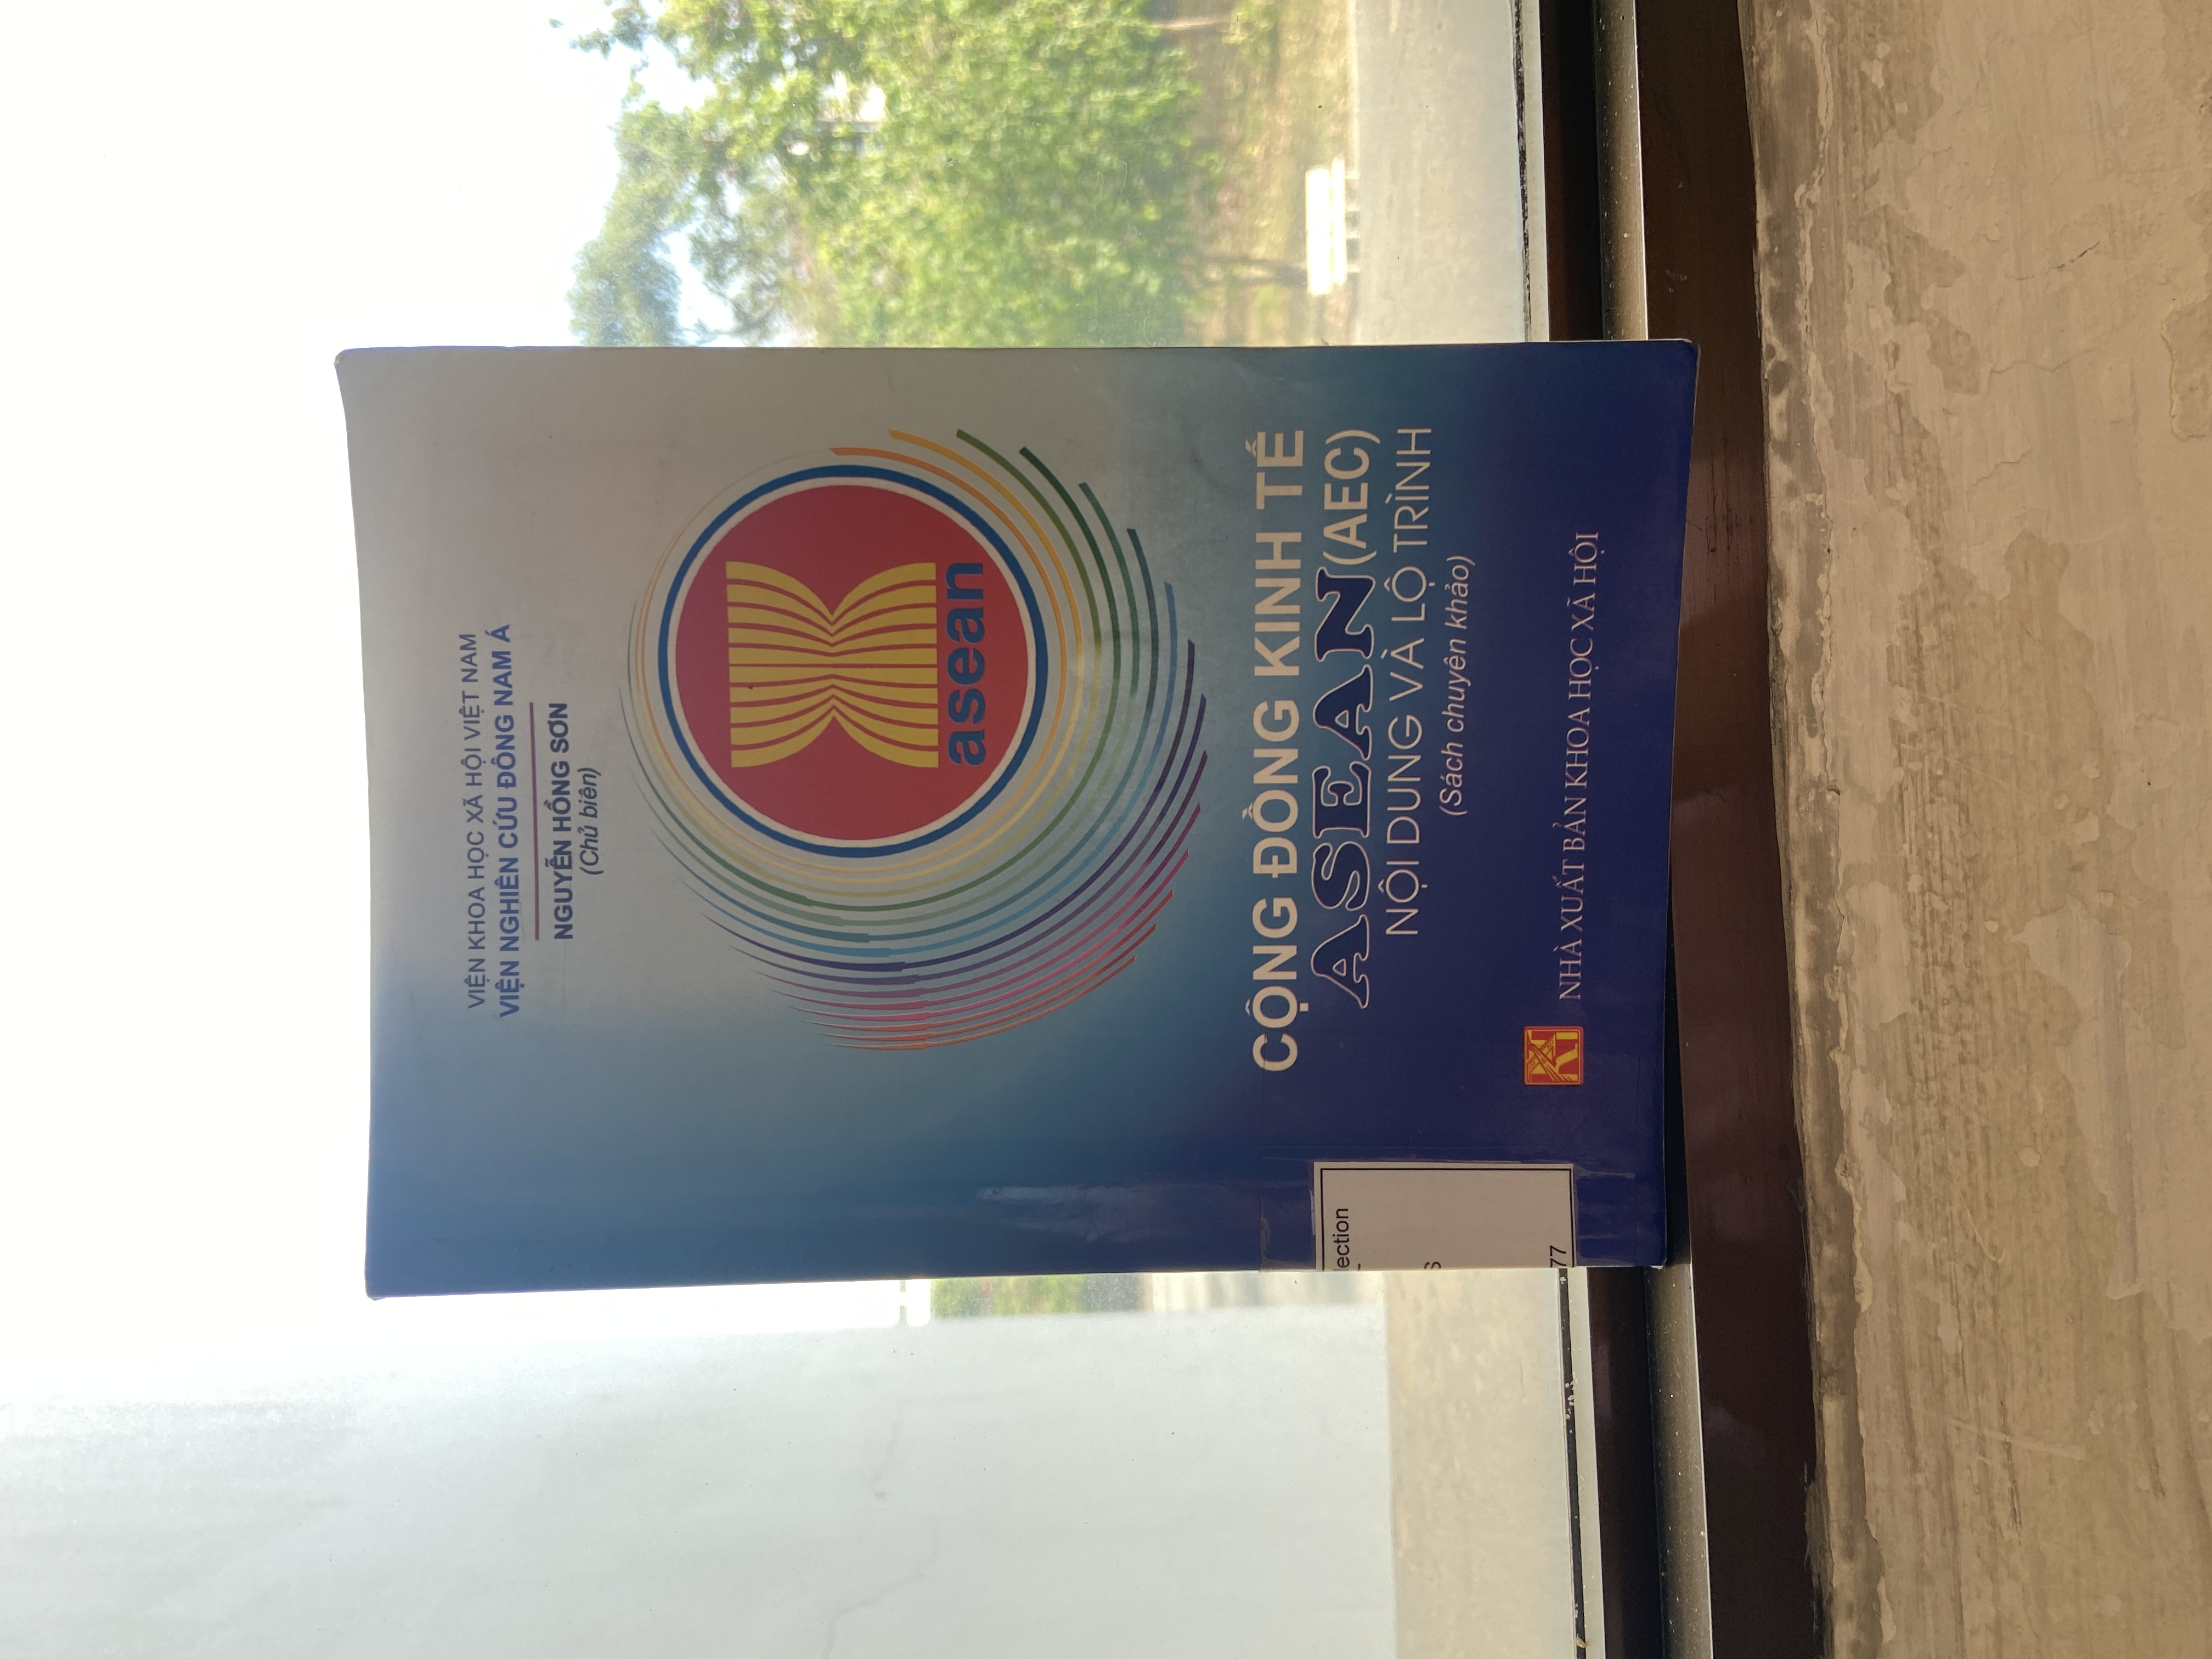 VIỆN KHOA HỌC XÃ HỘI VIỆT NAM
VIỆN NGHIÊN CỨU ĐÔNG NAM Á
NGUYỄN HỒNG SƠN
(Chủ biên)
asean
CỘNG ĐỒNG KINH TẾ
ASEAN (AEC)
NỘI DUNG VÀ LỘ TRÌNH
(Sách chuyên khảo)
lection
S
77
NHÀ XUẤT BẢN KHOA HỌC XÃ HỘI